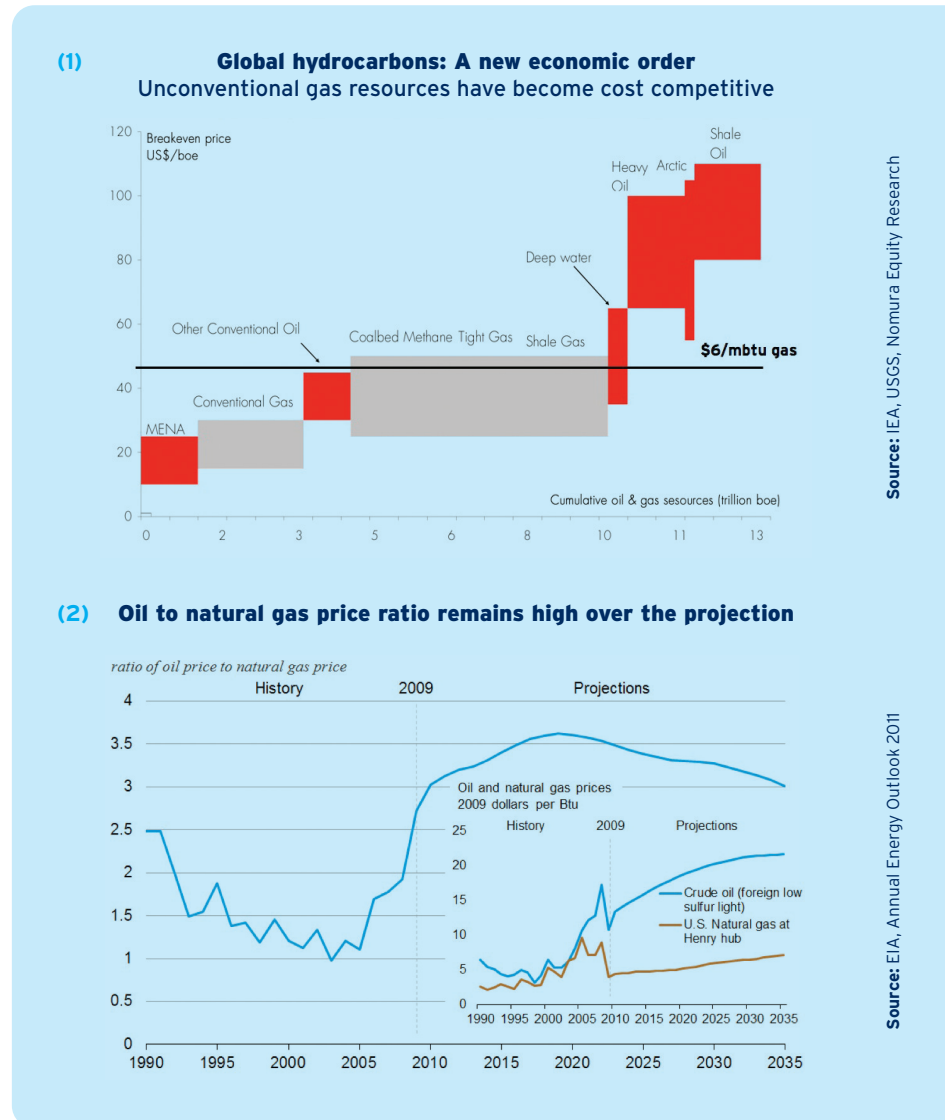 (1) Global hydrocarbons: A new economic order
Unconventional gas resources have become cost competitive
120
Breakeven price
US$/boe
100
80
60
40
20
0
Shale
Oil
Heavy
Oil
Arctic
Deep water
Other Conventional Oil
Coalbed Methane Tight Gas
Shale Gas
$6/mbtu gas
Conventional Gas
MENA
Cumulative oil & gas sesources (trillion boe)
0 2 3 5 6 8 10 11 13
Source: IEA, USGS, Nomura Equity Research
(2) Oil to natural gas price ratio remains high over the projection
ratio of oil price to natural gas price
History 2009 Projections
4
3.5
3
2.5
2
1.5
1
0.5
0
1990 1995 2000 2005 2010 2015 2020 2025 2030 2035
Oil and natural gas prices
2009 dollars per Btu
History 2009 Projections
25
20
15
10
5
0
Crude oil (foreign low
sulfur light)
U.S. Natural gas at
Henry hub
1990 1995 2000 2005 2010 2015 2020 2025 2030 2035
Source: EIA, Annual Energy Outlook 2011